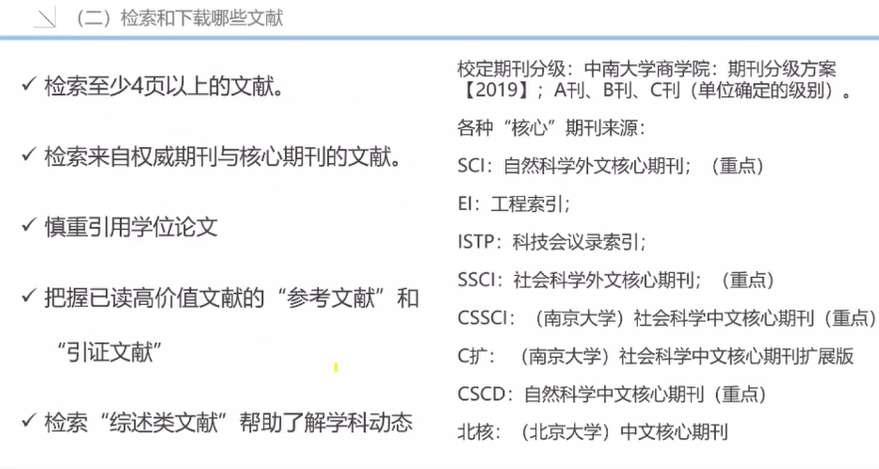 （二）检索和下载哪些文献
✓ 检索至少4页以上的文献。
✓ 检索来自权威期刊与核心期刊的文献。
✓ 慎重引用学位论文
✓ 把握已读高价值文献的“参考文献”和
“引证文献”
✓ 检索“综述类文献”帮助了解学科动态
校定期刊分级：中南大学商学院：期刊分级方案
【2019】；A刊、B刊、C刊（单位确定的级别）。
各种“核心”期刊来源：
SCI：自然科学外文核心期刊；（重点）
EI：工程索引；
ISTP：科技会议录索引；
SSCI：社会科学外文核心期刊；（重点）
CSSCI：（南京大学）社会科学中文核心期刊（重点）
C扩：（南京大学）社会科学中文核心期刊扩展版
CSCD：自然科学中文核心期刊（重点）
北核：（北京大学）中文核心期刊